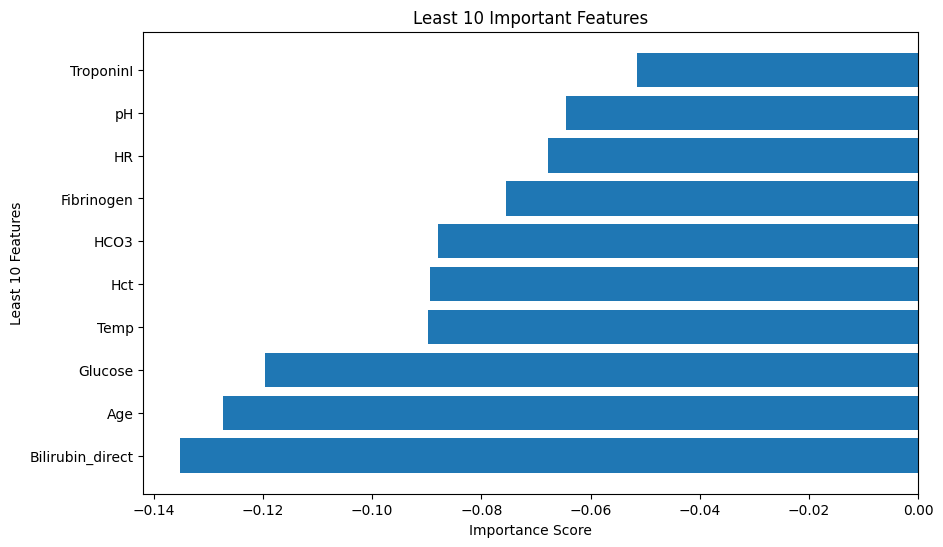 Least 10 Important Features
Least 10 Features
TroponinI
pH
HR
Fibrinogen
HCO3
Hct
Temp
Glucose
Age
Bilirubin_direct
−0.14 −0.12 −0.10 −0.08 −0.06 −0.04 −0.02 0.00
Importance Score